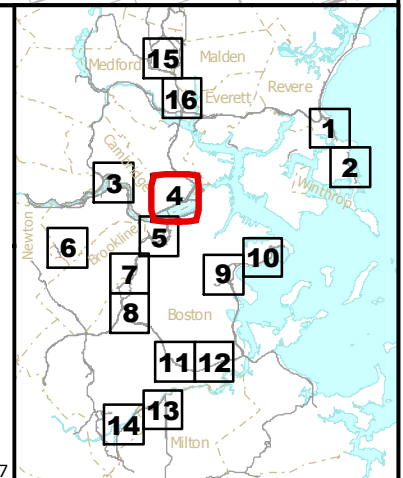 15
Malden
Medford
16
Everett
Revere
1
2
Cambridge
3
4
Winthrop
Newton
5
6
Brookline
7
9
10
8
Boston
11
12
13
14
Milton
7